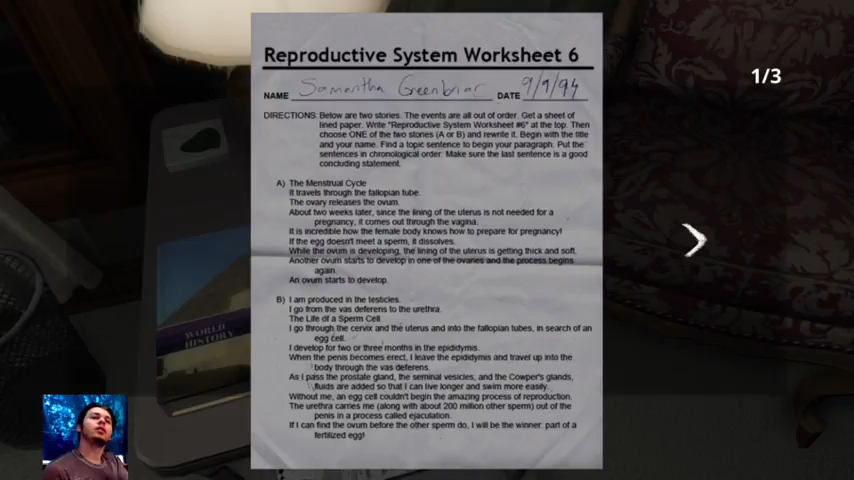 Reproductive System Worksheet 6
1/3
NAME Samantha Greenbriar DATE 9/9/94
DIRECTIONS: Below are two stories. The events are all out of order. Get a sheet of
lined paper. Write "Reproductive System Worksheet #6" at the top. Then
choose ONE of the two stories (A or B) and rewrite it. Begin with the title
and your name. Find a topic sentence to begin your paragraph. Put the
sentences in chronological order. Make sure the last sentence is a good
concluding statement.
A) The Menstrual Cycle
It travels through the fallopian tube.
The ovary releases the ovum.
About two weeks later, since the lining of the uterus is not needed for a
pregnancy, it comes out through the vagina.
It is incredible how the female body knows how to prepare for pregnancy!
If the egg doesn't meet a sperm, it dissolves.
While the ovum is developing, the lining of the uterus is getting thick and soft.
Another ovum starts to develop in one of the ovaries and the process begins
again.
An ovum starts to develop.
B) I am produced in the testicles.
I go from the vas deferens to the urethra.
The Life of a Sperm Cell.
I go through the cervix and the uterus and into the fallopian tubes, in search of an
egg cell.
I develop for two or three months in the epididymis.
When the penis becomes erect, I leave the epididymis and travel up into the
body through the vas deferens.
As I pass the prostate gland, the seminal vesicles, and the Cowper's glands,
fluids are added so that I can live longer and swim more easily.
Without me, an egg cell couldn't begin the amazing process of reproduction.
The urethra carries me (along with about 200 million other sperm) out of the
penis in a process called ejaculation.
If I can find the ovum before the other sperm do, I will be the winner: part of a
fertilized egg!
WORLD
HISTORY